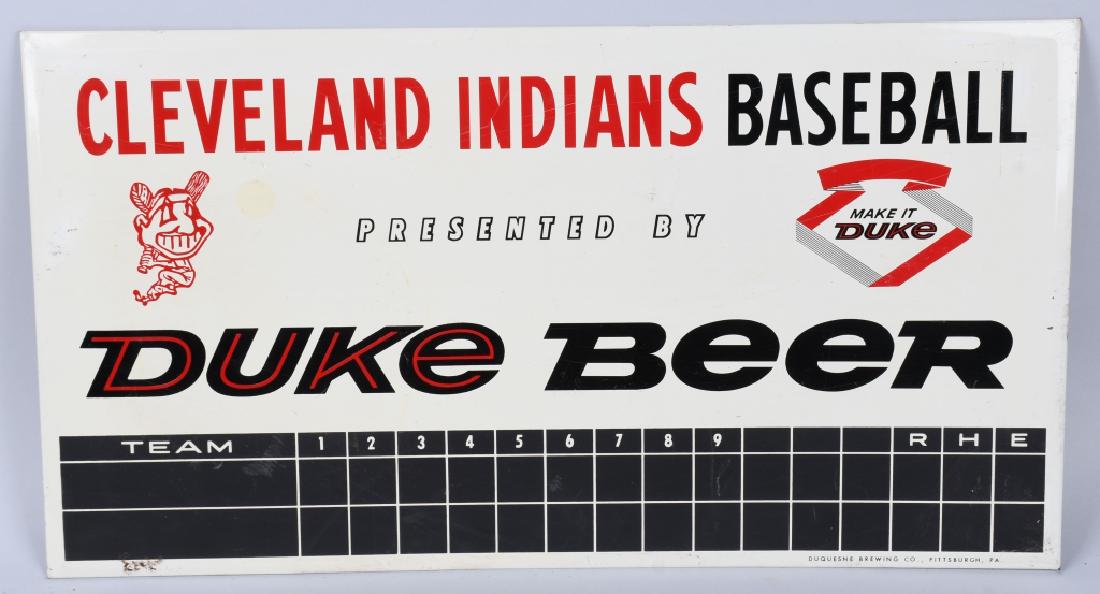 CLEVELAND INDIANS BASEBALL
PRESENTED BY
MAKE IT
DUKE
DUKE BEER
TEAM 1 2 3 4 5 6 7 8 9 R H E
DUQUESNE BREWING CO., PITTSBURGH, PA.